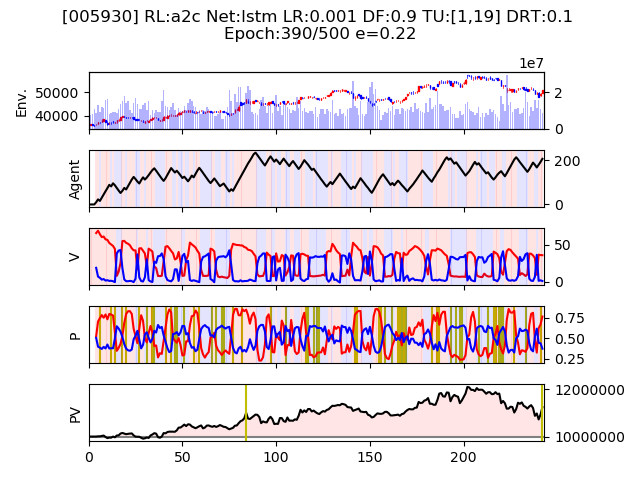 [005930] RL:a2c Net:lstm LR:0.001 DF:0.9 TU:[1,19] DRT:0.1
Epoch:390/500 e=0.22
1e7
Env.
50000
40000
2
0
Agent
200
0
V
50
0
P
0.75
0.50
0.25
PV
12000000
10000000
0
50
100
150
200